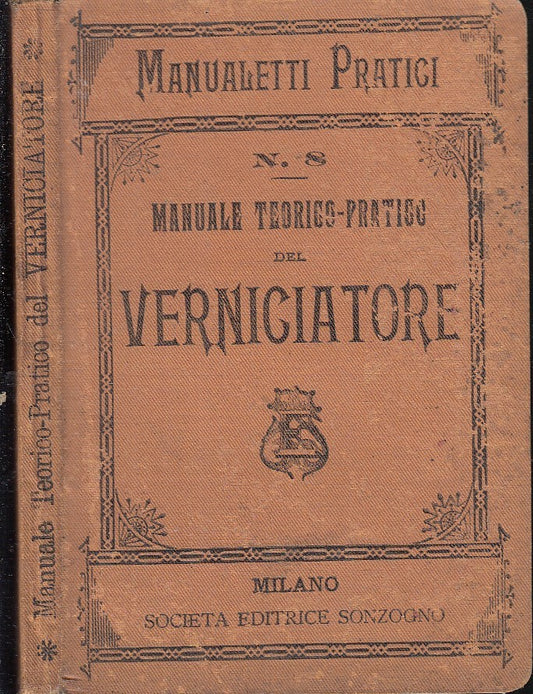 MANUALETTI PRATICI
N. 8
MANUALE TEORICO-PRATICO
DEL
VERNICIATORE
MILANO
SOCIETA EDITRICE SONZOGNO
Manuale Teorico-Pratico del VERNICIATORE